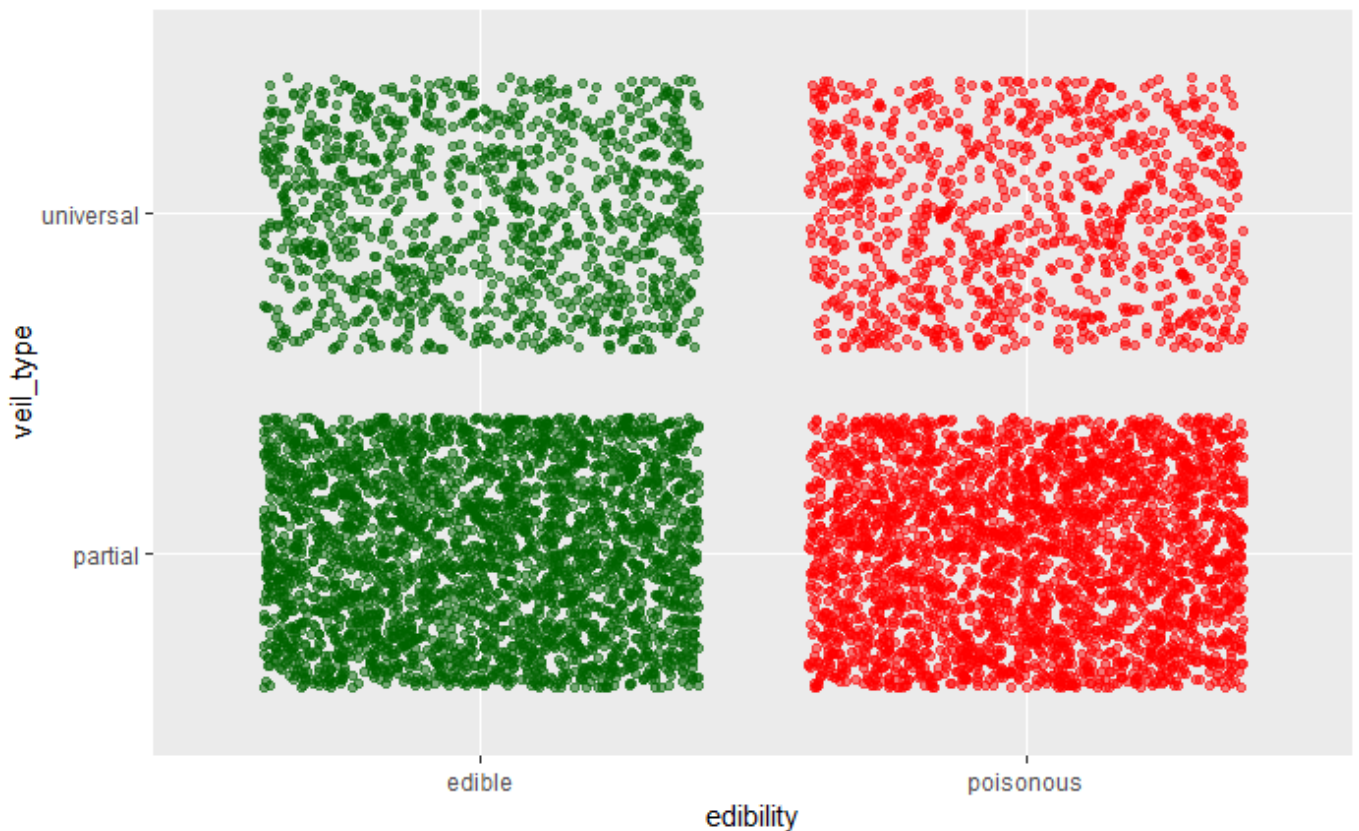 veil_type
universal
partial
edible
poisonous
edibility